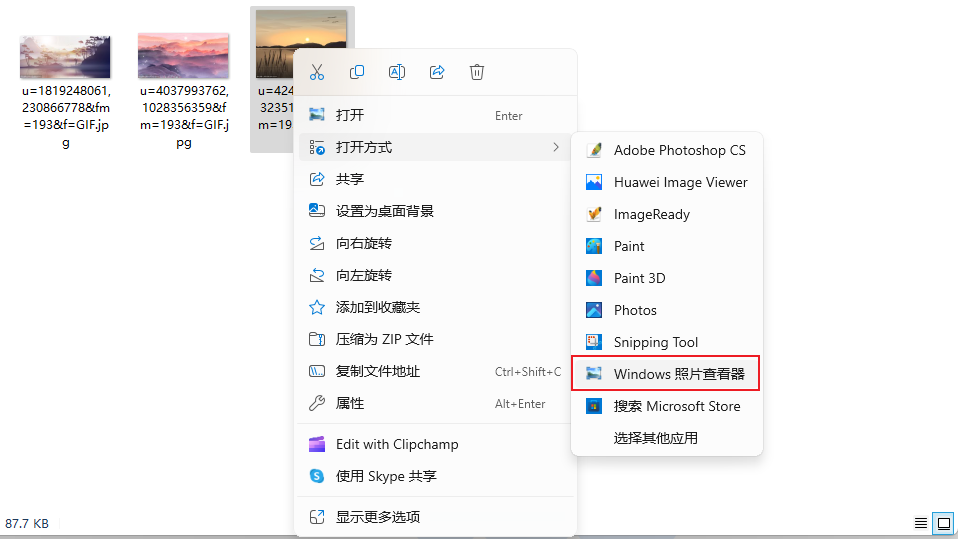 u=1819248061,
230866778&fm
=193&f=GIF.jp
g
u=4037993762,
1028356359&f
m=193&f=GIF.j
pg
u=424
32351
m=19
打开 Enter
打开方式
共享
设置为桌面背景
向右旋转
向左旋转
添加到收藏夹
压缩为 ZIP 文件
复制文件地址 Ctrl+Shift+C
属性 Alt+Enter
Edit with Clipchamp
使用 Skype 共享
显示更多选项
Adobe Photoshop CS
Huawei Image Viewer
ImageReady
Paint
Paint 3D
Photos
Snipping Tool
Windows 照片查看器
搜索 Microsoft Store
选择其他应用
87.7 KB